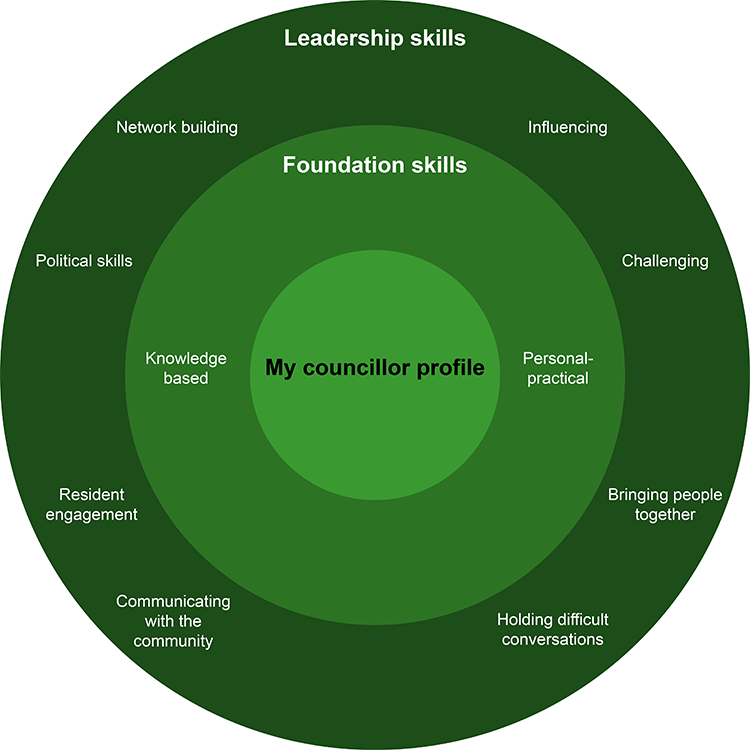 Leadership skills
Network building
Influencing
Foundation skills
Political skills
Challenging
Knowledge
based
My councillor profile
Personal-
practical
Resident
engagement
Bringing people
together
Communicating
with the
community
Holding difficult
conversations